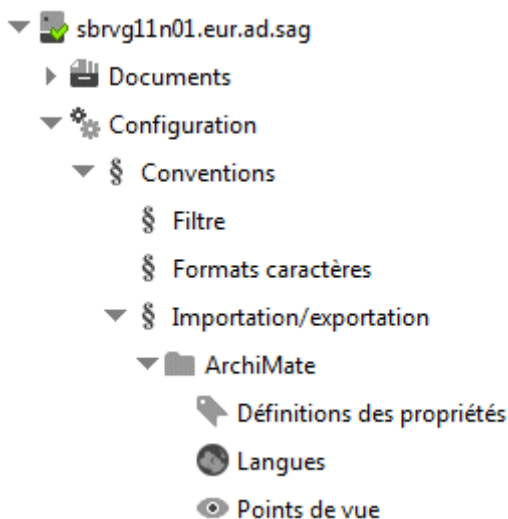 sbrvg11n01.eur.ad.sag
Documents
Configuration
§ Conventions
§ Filtre
§ Formats caractères
§ Importation/exportation
ArchiMate
Définitions des propriétés
Langues
Points de vue